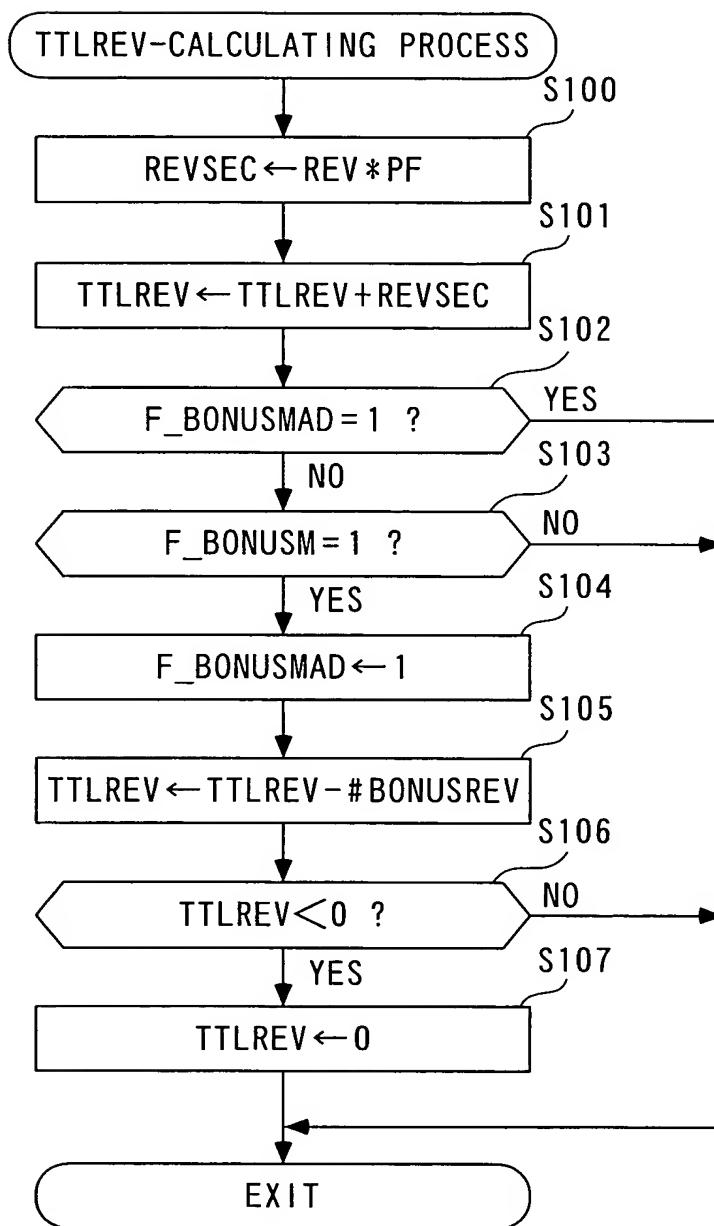 TTLREV-CALCULATING PROCESS
S100
REVSEC←REV*PF
S101
TTLREV←TTLREV+REVSEC
S102
F_BONUSMAD=1 ?
YES
NO
S103
F_BONUSM=1 ?
NO
YES
S104
F_BONUSMAD←1
S105
TTLREV←TTLREV-#BONUSREV
S106
TTLREV<0 ?
NO
YES
S107
TTLREV←0
EXIT